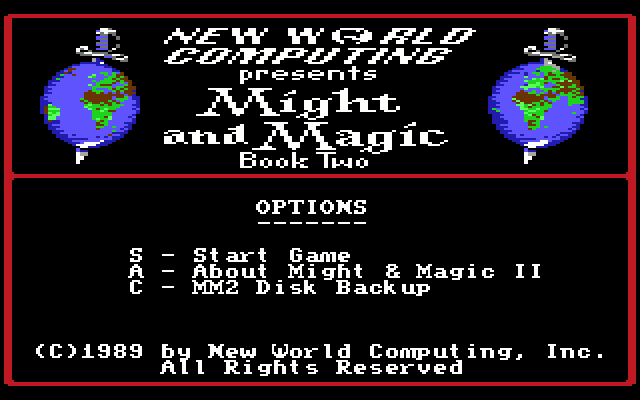 NEW WORLD
COMPUTING
presents
Might
and Magic
Book Two
OPTIONS
-------
S - Start Game
A - About Might & Magic II
C - MM2 Disk Backup
(C)1989 by New World Computing, Inc.
All Rights Reserved